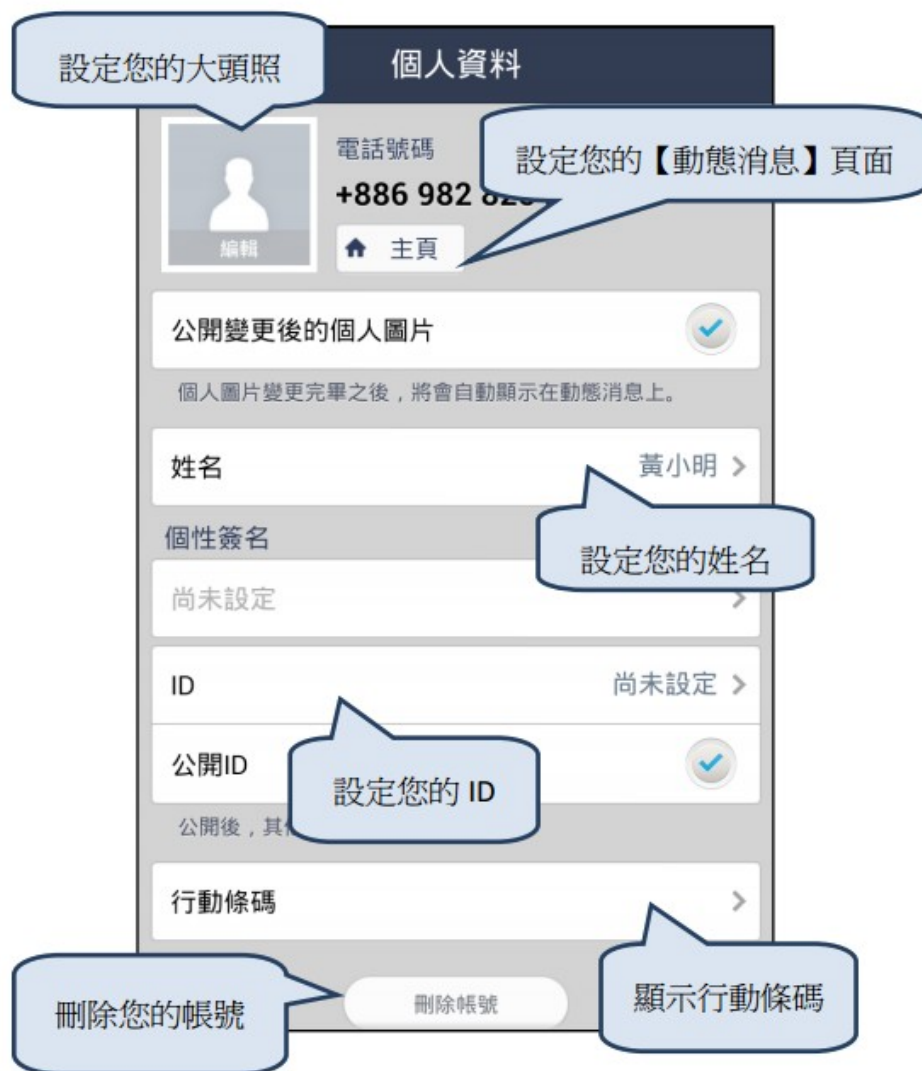 設定您的大頭照
個人資料
電話號碼
設定您的【動態消息】頁面
+886 982 826
編輯
主頁
公開變更後的個人圖片
個人圖片變更完畢之後，將會自動顯示在動態消息上。
姓名
黃小明
設定您的姓名
個性簽名
尚未設定
ID
尚未設定
公開ID
設定您的 ID
公開後，其
行動條碼
顯示行動條碼
刪除您的帳號
刪除帳號